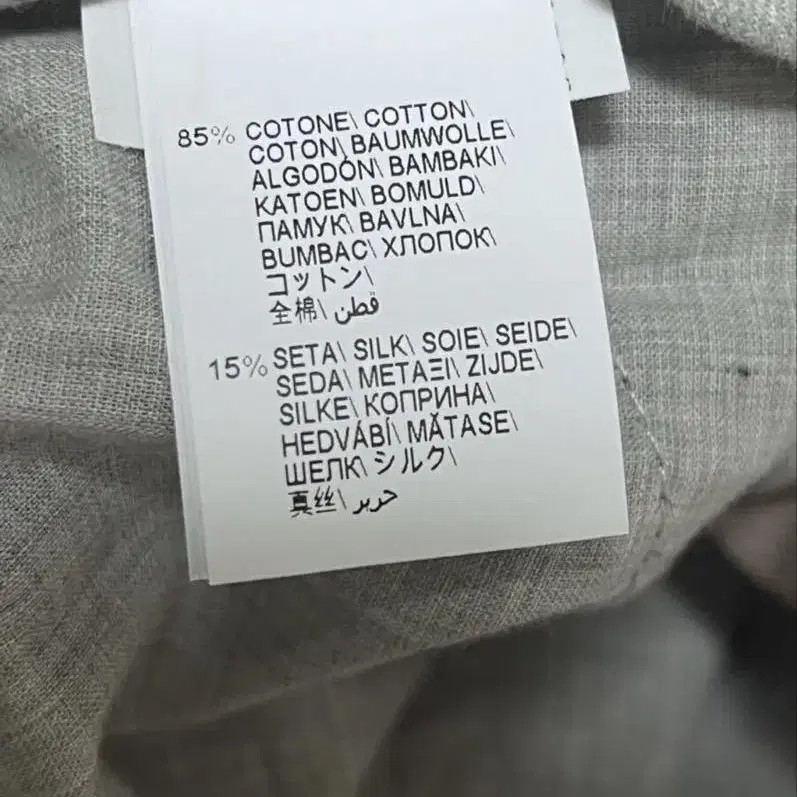 85% COTONE\ COTTON\
COTON\ BAUMWOLLE\
ALGODÓN\ BAMBAKI\
KATOEN\ BOMULD\
ПАМУК\ BAVLNA\
BUMBAC\ ХЛОПОК\
コットン\
全棉\ قطن
15% SETA\ SILK\ SOIE\ SEIDE\
SEDA\ ΜΕΤΑΞΙ\ ZIJDE\
SILKE\ КОПРИНА\
HEDVÁBÍ\ MĂTASE\
ШЕЛК\ シルク\
真丝\ حرير